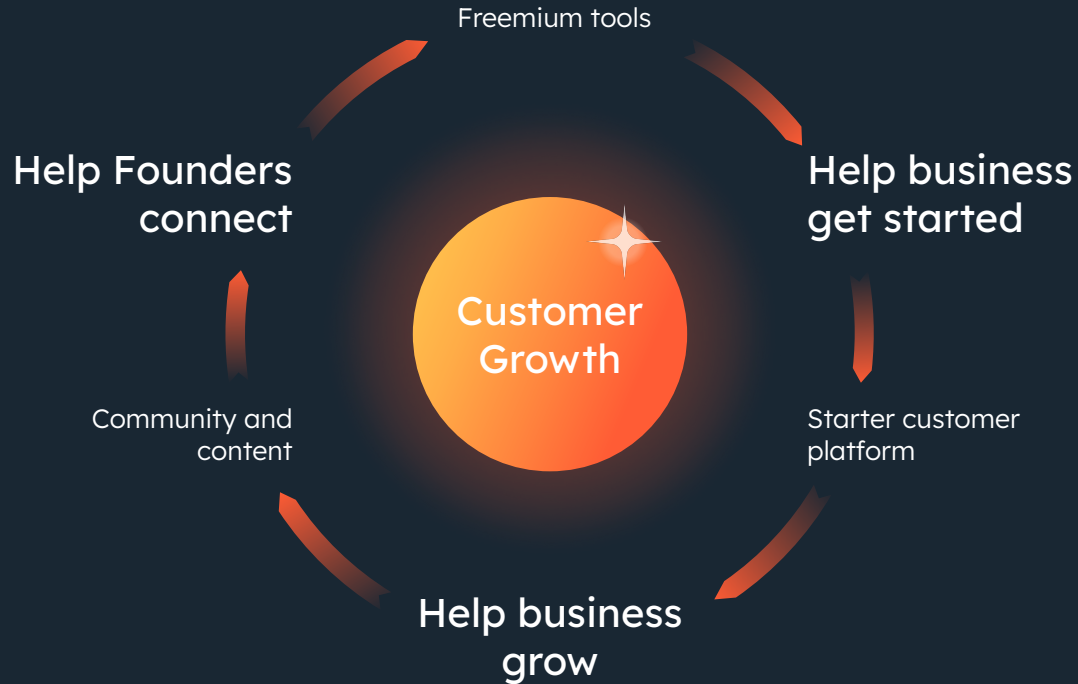 Freemium tools
Help Founders
connect
Help business
get started
Customer
Growth
Community and
content
Starter customer
platform
Help business
grow